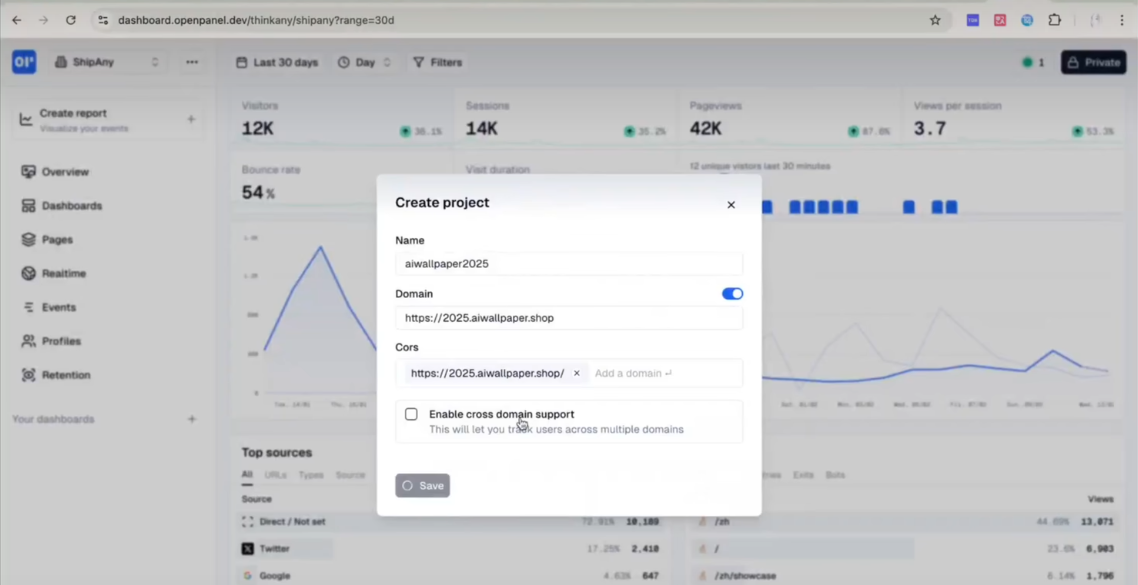 dashboard.openpanel.dev/thinkany/shipany?range=30d
ShipAny
Last 30 days
Day
Filters
1
Private
Create report
Visualize your events
Overview
Dashboards
Pages
Realtime
Events
Profiles
Retention
Your dashboards
Visitors
12K
38.1%
Sessions
14K
35.2%
Pageviews
42K
87.8%
Views per session
3.7
53.3%
Bounce rate
54 %
Visit duration
12 unique visitors last 30 minutes
Create project
Name
aiwallpaper2025
Domain
https://2025.aiwallpaper.shop
Cors
https://2025.aiwallpaper.shop/
Add a domain ↵
Enable cross domain support
This will let you track users across multiple domains
Save
Top sources
All URLs Types Source
Exits Bots
Source
Views
Direct / Not set 72.81% 10,189
Twitter 17.25% 2,410
Google 4.63% 647
/zh 44.69% 13,071
/ 23.6% 6,903
/zh/showcase 6.14% 1,796